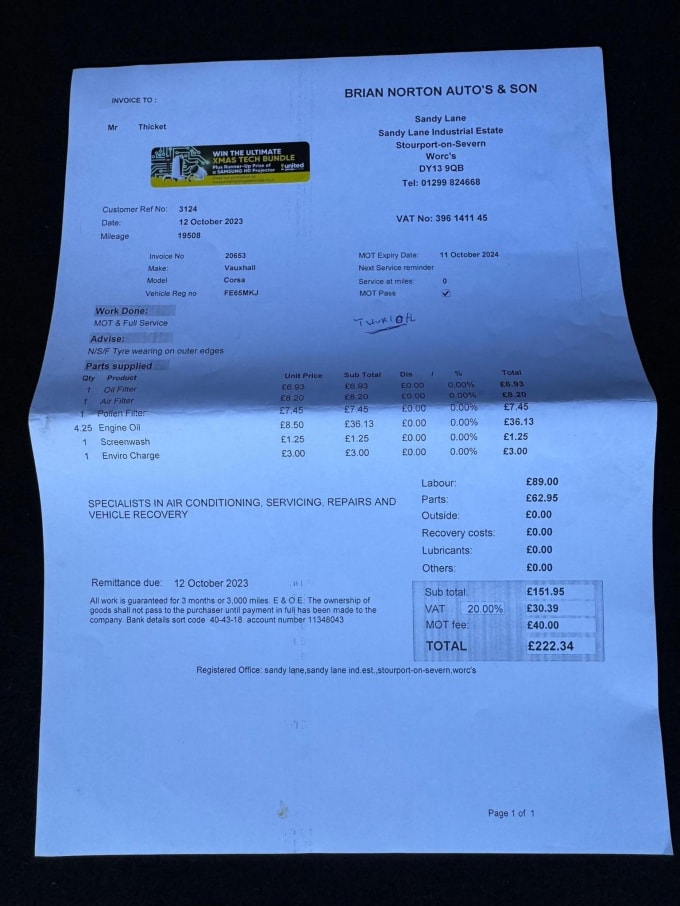 BRIAN NORTON AUTO'S & SON
INVOICE TO :
Mr Thicket
Sandy Lane
Sandy Lane Industrial Estate
Stourport-on-Severn
Worc's
DY13 9QB
Tel: 01299 824668
WIN THE ULTIMATE
XMAS TECH BUNDLE
Plus Runner-Up Prize of
a SAMSUNG HD Projector
united
VAT No: 396 1411 45
Customer Ref No: 3124
Date: 12 October 2023
Mileage 19508
Invoice No 20653
Make: Vauxhall
Model Corsa
Vehicle Reg no FE65MKJ
MOT Expiry Date: 11 October 2024
Next Service reminder
Service at miles: 0
MOT Pass
Work Done:
MOT & Full Service
Advise:
N/S/F Tyre wearing on outer edges
Parts supplied
Qty Product Unit Price Sub Total Dis / % Total
1 Oil Filter £6.93 £6.93 £0.00 0.00% £6.93
1 Air Filter £8.20 £8.20 £0.00 0.00% £8.20
1 Pollen Filter £7.45 £7.45 £0.00 0.00% £7.45
4.25 Engine Oil £8.50 £36.13 £0.00 0.00% £36.13
1 Screenwash £1.25 £1.25 £0.00 0.00% £1.25
1 Enviro Charge £3.00 £3.00 £0.00 0.00% £3.00
SPECIALISTS IN AIR CONDITIONING, SERVICING, REPAIRS AND
VEHICLE RECOVERY
Labour: £89.00
Parts: £62.95
Outside: £0.00
Recovery costs: £0.00
Lubricants: £0.00
Others: £0.00
Remittance due: 12 October 2023
All work is guaranteed for 3 months or 3,000 miles. E & O.E. The ownership of
goods shall not pass to the purchaser until payment in full has been made to the
company. Bank details sort code 40-43-18 account number 11348043
Sub total £151.95
VAT 20.00% £30.39
MOT fee: £40.00
TOTAL £222.34
Registered Office: sandy lane,sandy lane ind.est.,stourport-on-severn,worc's
Page 1 of 1